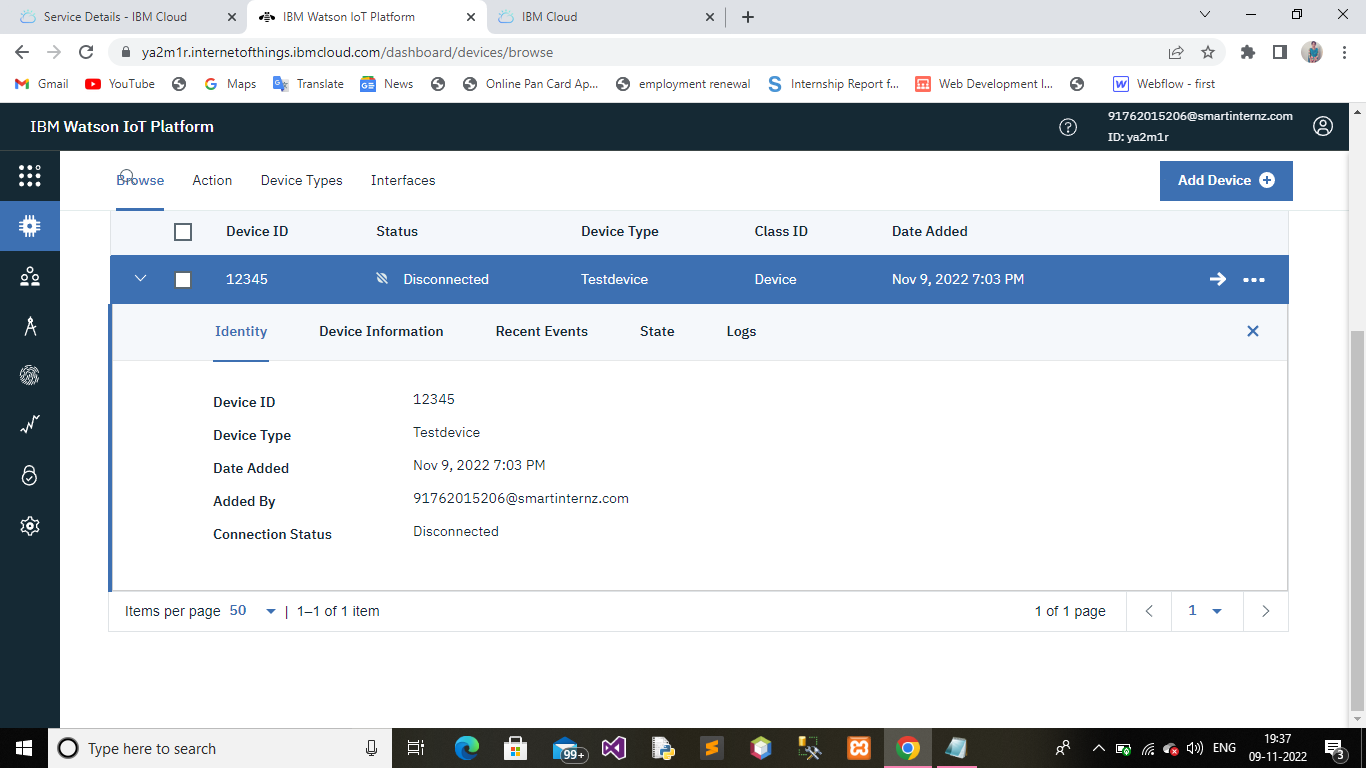 Service Details - IBM Cloud
IBM Watson IoT Platform
IBM Cloud
ya2m1r.internetofthings.ibmcloud.com/dashboard/devices/browse
Gmail YouTube Maps Translate News Online Pan Card Ap... employment renewal Internship Report f... Web Development I... Webflow - first
IBM Watson IoT Platform
91762015206@smartinternz.com
ID: ya2m1r
Browse Action Device Types Interfaces Add Device
Device ID Status Device Type Class ID Date Added
12345 Disconnected Testdevice Device Nov 9, 2022 7:03 PM
Identity Device Information Recent Events State Logs
Device ID 12345
Device Type Testdevice
Date Added Nov 9, 2022 7:03 PM
Added By 91762015206@smartinternz.com
Connection Status Disconnected
Items per page 50 | 1–1 of 1 item 1 of 1 page 1
Type here to search 99+ ENG 19:37
09-11-2022 3